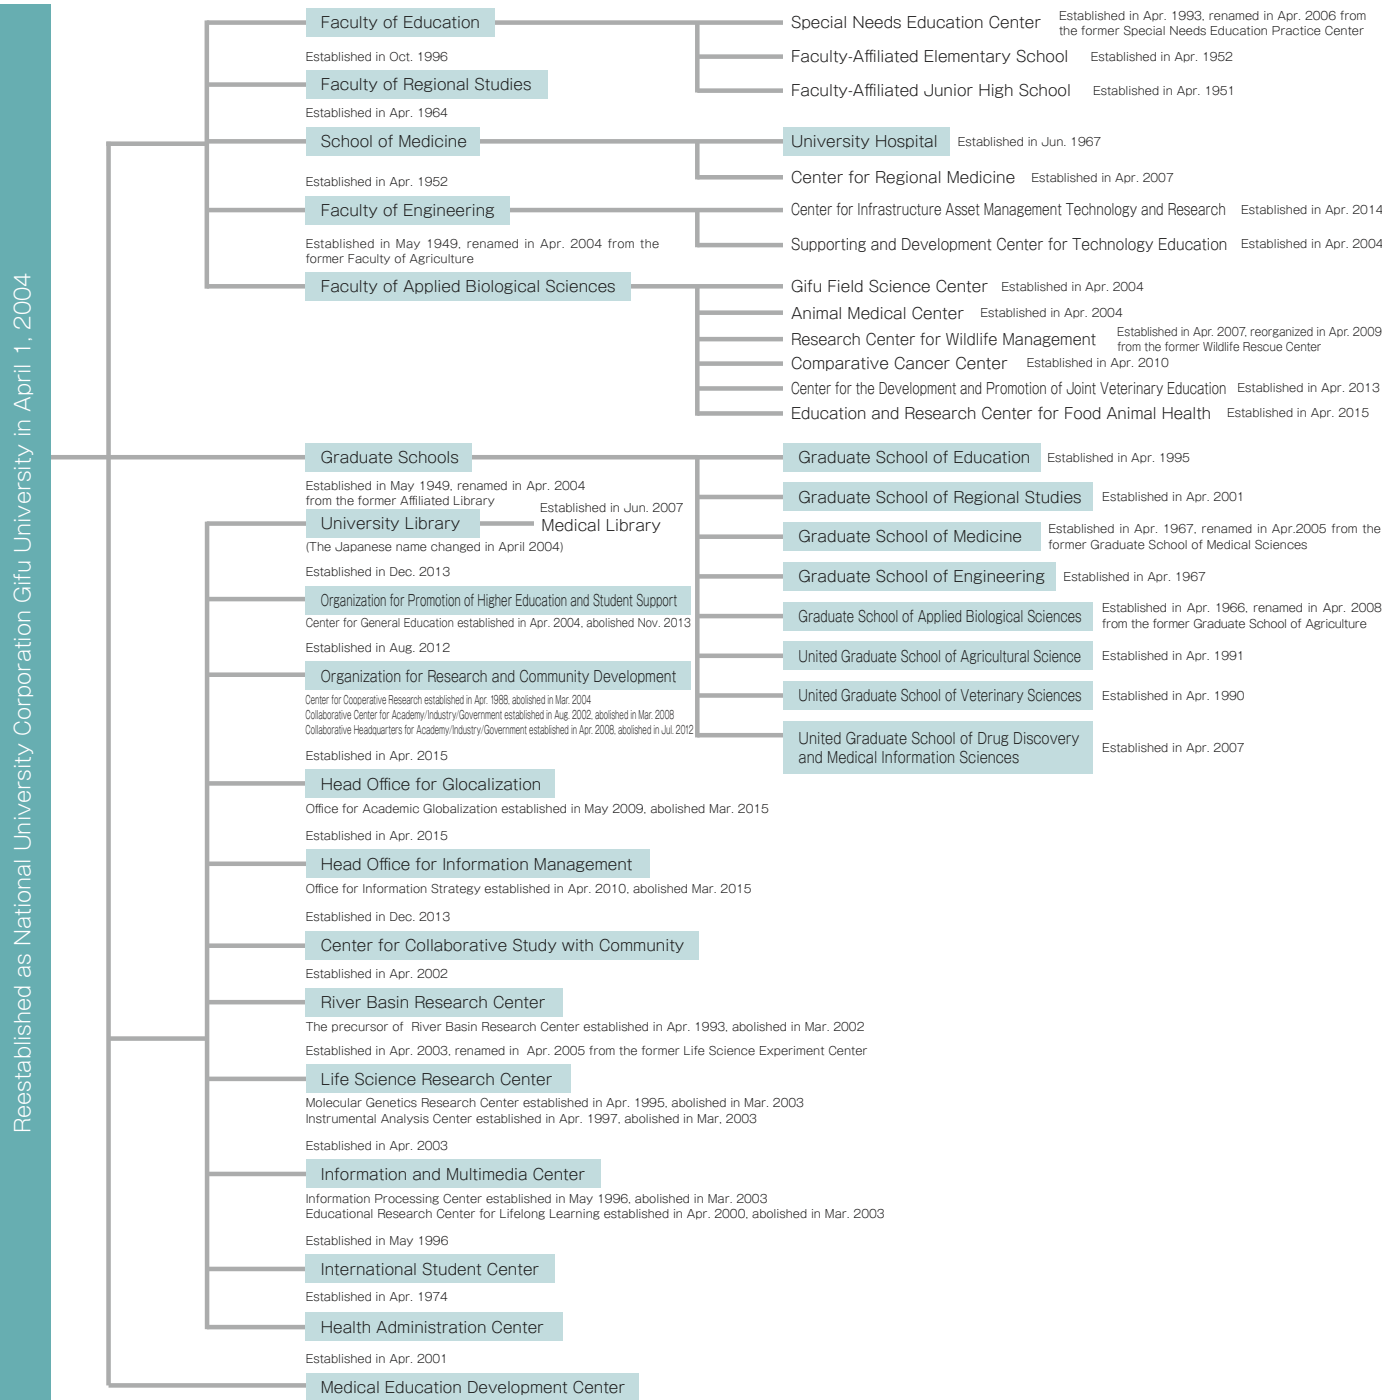 Reestablished as National University Corporation Gifu University in April 1, 2004
Faculty of Education
Special Needs Education Center
Established in Apr. 1993, renamed in Apr. 2006 from
the former Special Needs Education Practice Center
Faculty-Affiliated Elementary School
Established in Apr. 1952
Faculty-Affiliated Junior High School
Established in Apr. 1951
Established in Oct. 1996
Faculty of Regional Studies
Established in Apr. 1964
School of Medicine
University Hospital
Established in Jun. 1967
Center for Regional Medicine
Established in Apr. 2007
Established in Apr. 1952
Faculty of Engineering
Center for Infrastructure Asset Management Technology and Research
Established in Apr. 2014
Supporting and Development Center for Technology Education
Established in Apr. 2004
Established in May 1949, renamed in Apr. 2004 from the
former Faculty of Agriculture
Faculty of Applied Biological Sciences
Gifu Field Science Center
Established in Apr. 2004
Animal Medical Center
Established in Apr. 2004
Research Center for Wildlife Management
Established in Apr. 2007, reorganized in Apr. 2009
from the former Wildlife Rescue Center
Comparative Cancer Center
Established in Apr. 2010
Center for the Development and Promotion of Joint Veterinary Education
Established in Apr. 2013
Education and Research Center for Food Animal Health
Established in Apr. 2015
Graduate Schools
Graduate School of Education
Established in Apr. 1995
Graduate School of Regional Studies
Established in Apr. 2001
Graduate School of Medicine
Established in Apr. 1967, renamed in Apr.2005 from the
former Graduate School of Medical Sciences
Graduate School of Engineering
Established in Apr. 1967
Graduate School of Applied Biological Sciences
Established in Apr. 1966, renamed in Apr. 2008
from the former Graduate School of Agriculture
United Graduate School of Agricultural Science
Established in Apr. 1991
United Graduate School of Veterinary Sciences
Established in Apr. 1990
United Graduate School of Drug Discovery
and Medical Information Sciences
Established in Apr. 2007
Established in May 1949, renamed in Apr. 2004
from the former Affiliated Library
University Library
Established in Jun. 2007
Medical Library
(The Japanese name changed in April 2004)
Established in Dec. 2013
Organization for Promotion of Higher Education and Student Support
Center for General Education established in Apr. 2004, abolished Nov. 2013
Established in Aug. 2012
Organization for Research and Community Development
Center for Cooperative Research established in Apr. 1988, abolished in Mar. 2004
Collaborative Center for Academy/Industry/Government established in Aug. 2002, abolished in Mar. 2008
Collaborative Headquarters for Academy/Industry/Government established in Apr. 2008, abolished in Jul. 2012
Established in Apr. 2015
Head Office for Glocalization
Office for Academic Globalization established in May 2009, abolished Mar. 2015
Established in Apr. 2015
Head Office for Information Management
Office for Information Strategy established in Apr. 2010, abolished Mar. 2015
Established in Dec. 2013
Center for Collaborative Study with Community
Established in Apr. 2002
River Basin Research Center
The precursor of River Basin Research Center established in Apr. 1993, abolished in Mar. 2002
Established in Apr. 2003, renamed in Apr. 2005 from the former Life Science Experiment Center
Life Science Research Center
Molecular Genetics Research Center established in Apr. 1995, abolished in Mar. 2003
Instrumental Analysis Center established in Apr. 1997, abolished in Mar, 2003
Established in Apr. 2003
Information and Multimedia Center
Information Processing Center established in May 1996, abolished in Mar. 2003
Educational Research Center for Lifelong Learning established in Apr. 2000, abolished in Mar. 2003
Established in May 1996
International Student Center
Established in Apr. 1974
Health Administration Center
Established in Apr. 2001
Medical Education Development Center